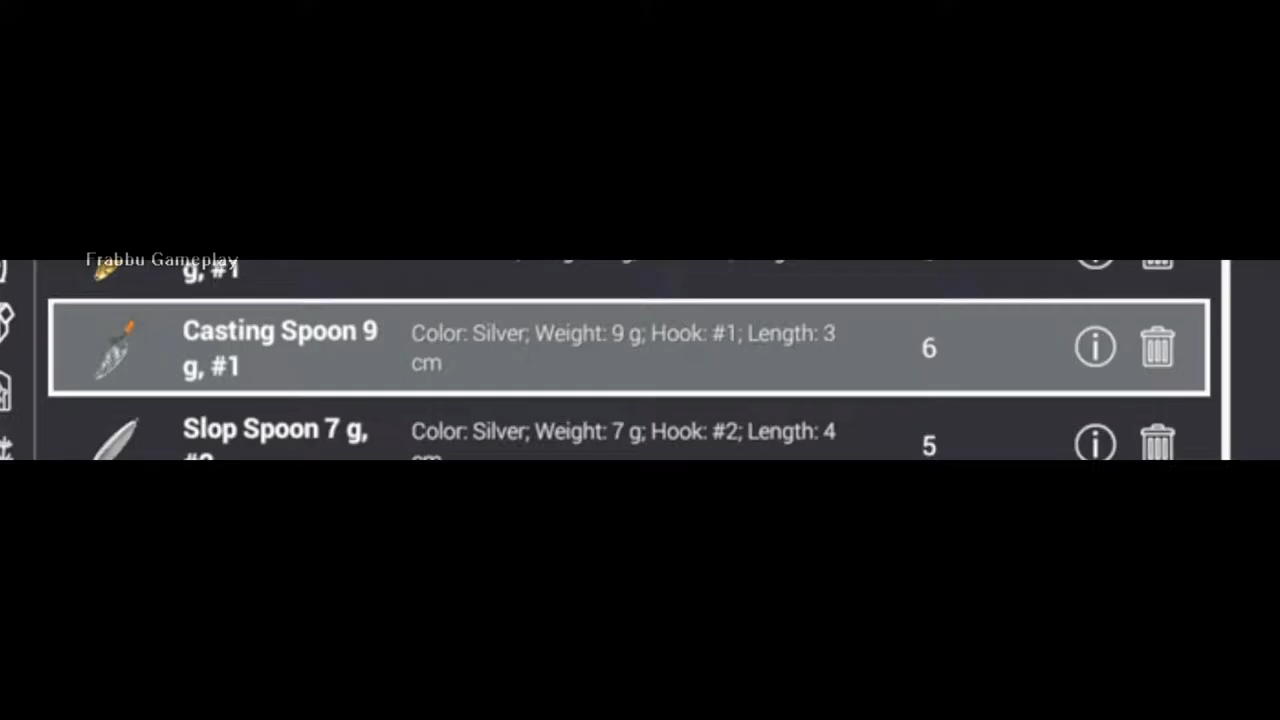 Frabbu Gameplay
g, #1
Casting Spoon 9
g, #1
Color: Silver; Weight: 9 g; Hook: #1; Length: 3
cm
6
Slop Spoon 7 g,
Color: Silver; Weight: 7 g; Hook: #2; Length: 4
5